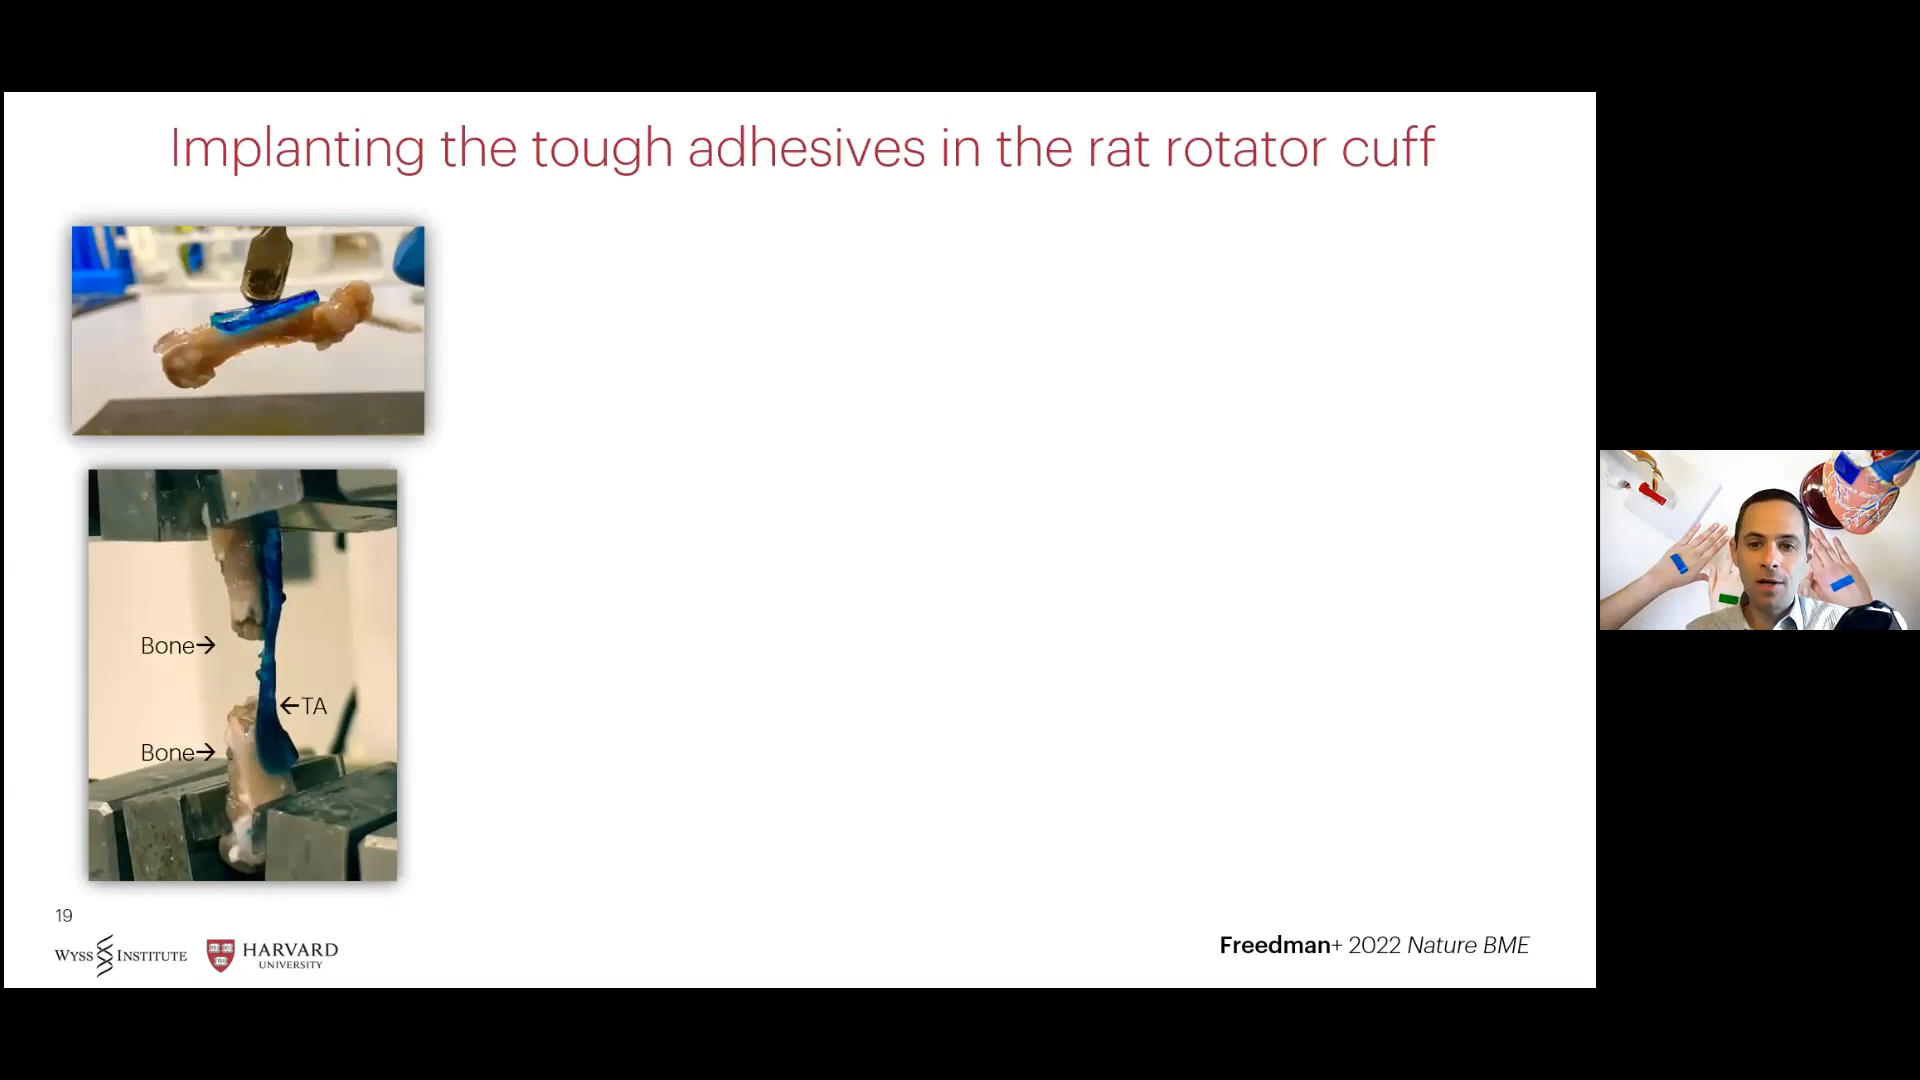 Implanting the tough adhesives in the rat rotator cuff
Bone→
←TA
Bone→
19
WYSS INSTITUTE
HARVARD
UNIVERSITY
Freedman+ 2022 Nature BME